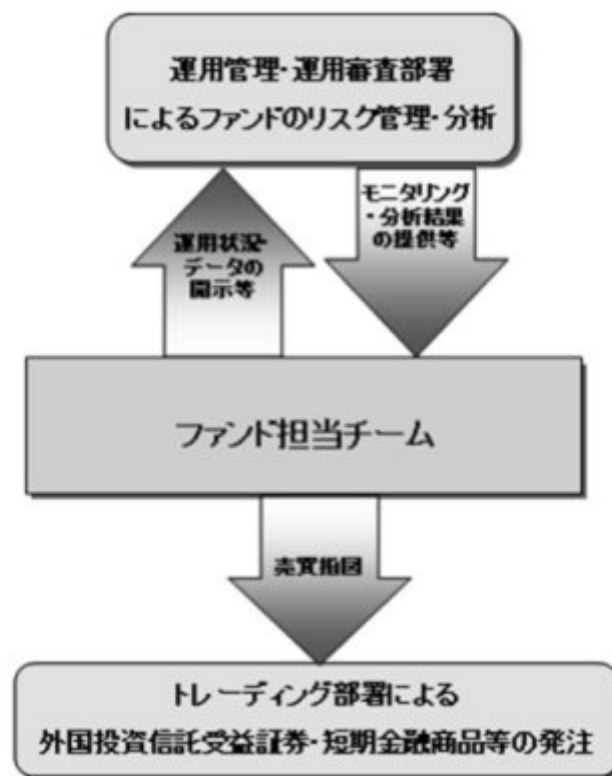 運用管理・運用審査部署
によるファンドのリスク管理・分析
運用状況・
データの
開示等
モニタリング
・分析結果
の提供等
ファンド担当チーム
売買指図
トレーディング部署による
外国投資信託受益証券・短期金融商品等の発注